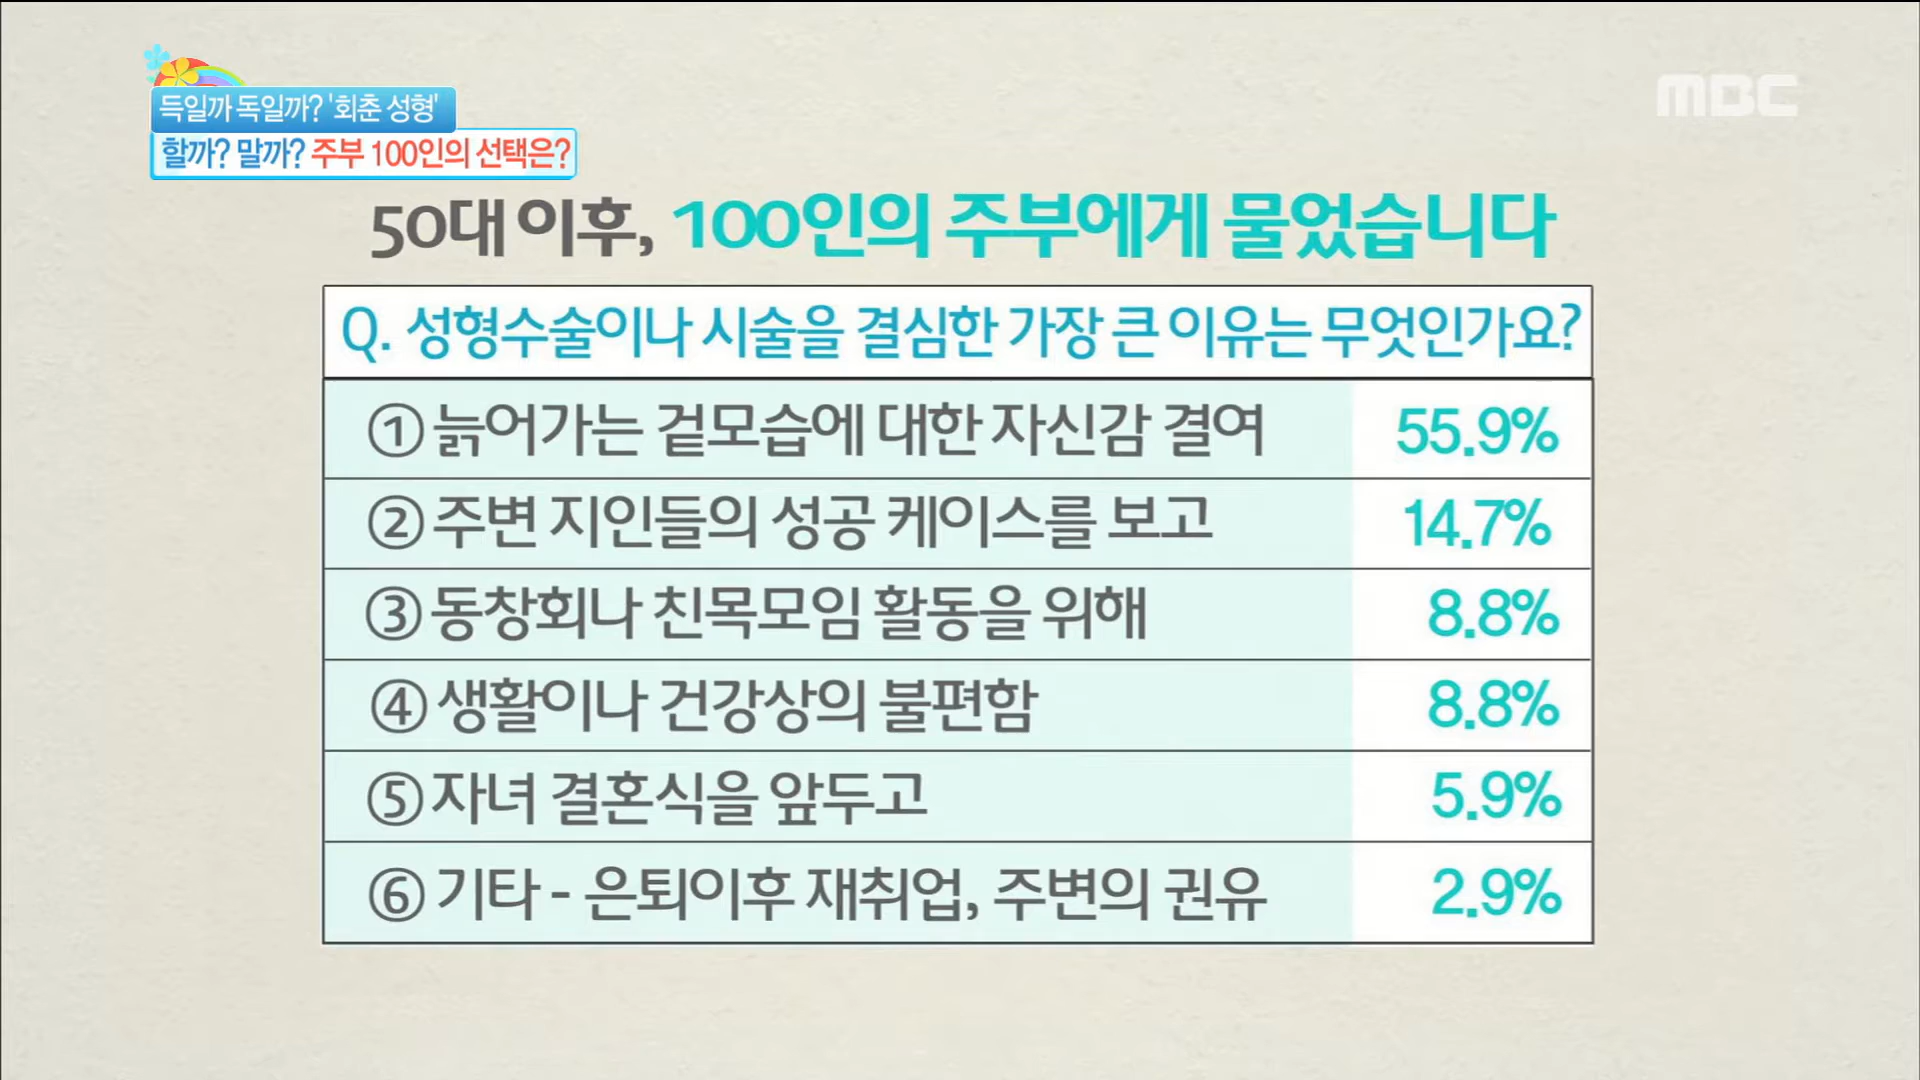 득일까 독일까? '회춘 성형'
MBC
할까? 말까? 주부 100인의 선택은?
50대 이후, 100인의 주부에게 물었습니다
Q. 성형수술이나 시술을 결심한 가장 큰 이유는 무엇인가요?
① 늙어가는 겉모습에 대한 자신감 결여 55.9%
② 주변 지인들의 성공 케이스를 보고 14.7%
③ 동창회나 친목모임 활동을 위해 8.8%
④ 생활이나 건강상의 불편함 8.8%
⑤ 자녀 결혼식을 앞두고 5.9%
⑥ 기타 - 은퇴이후 재취업, 주변의 권유 2.9%